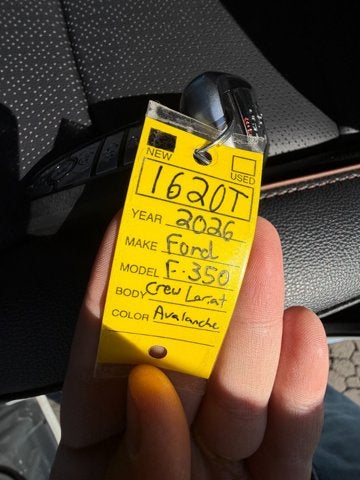 NEW
USED
1620T
YEAR 2026
MAKE Ford
MODEL F-350
BODY Crew Lariat
COLOR Avalanche